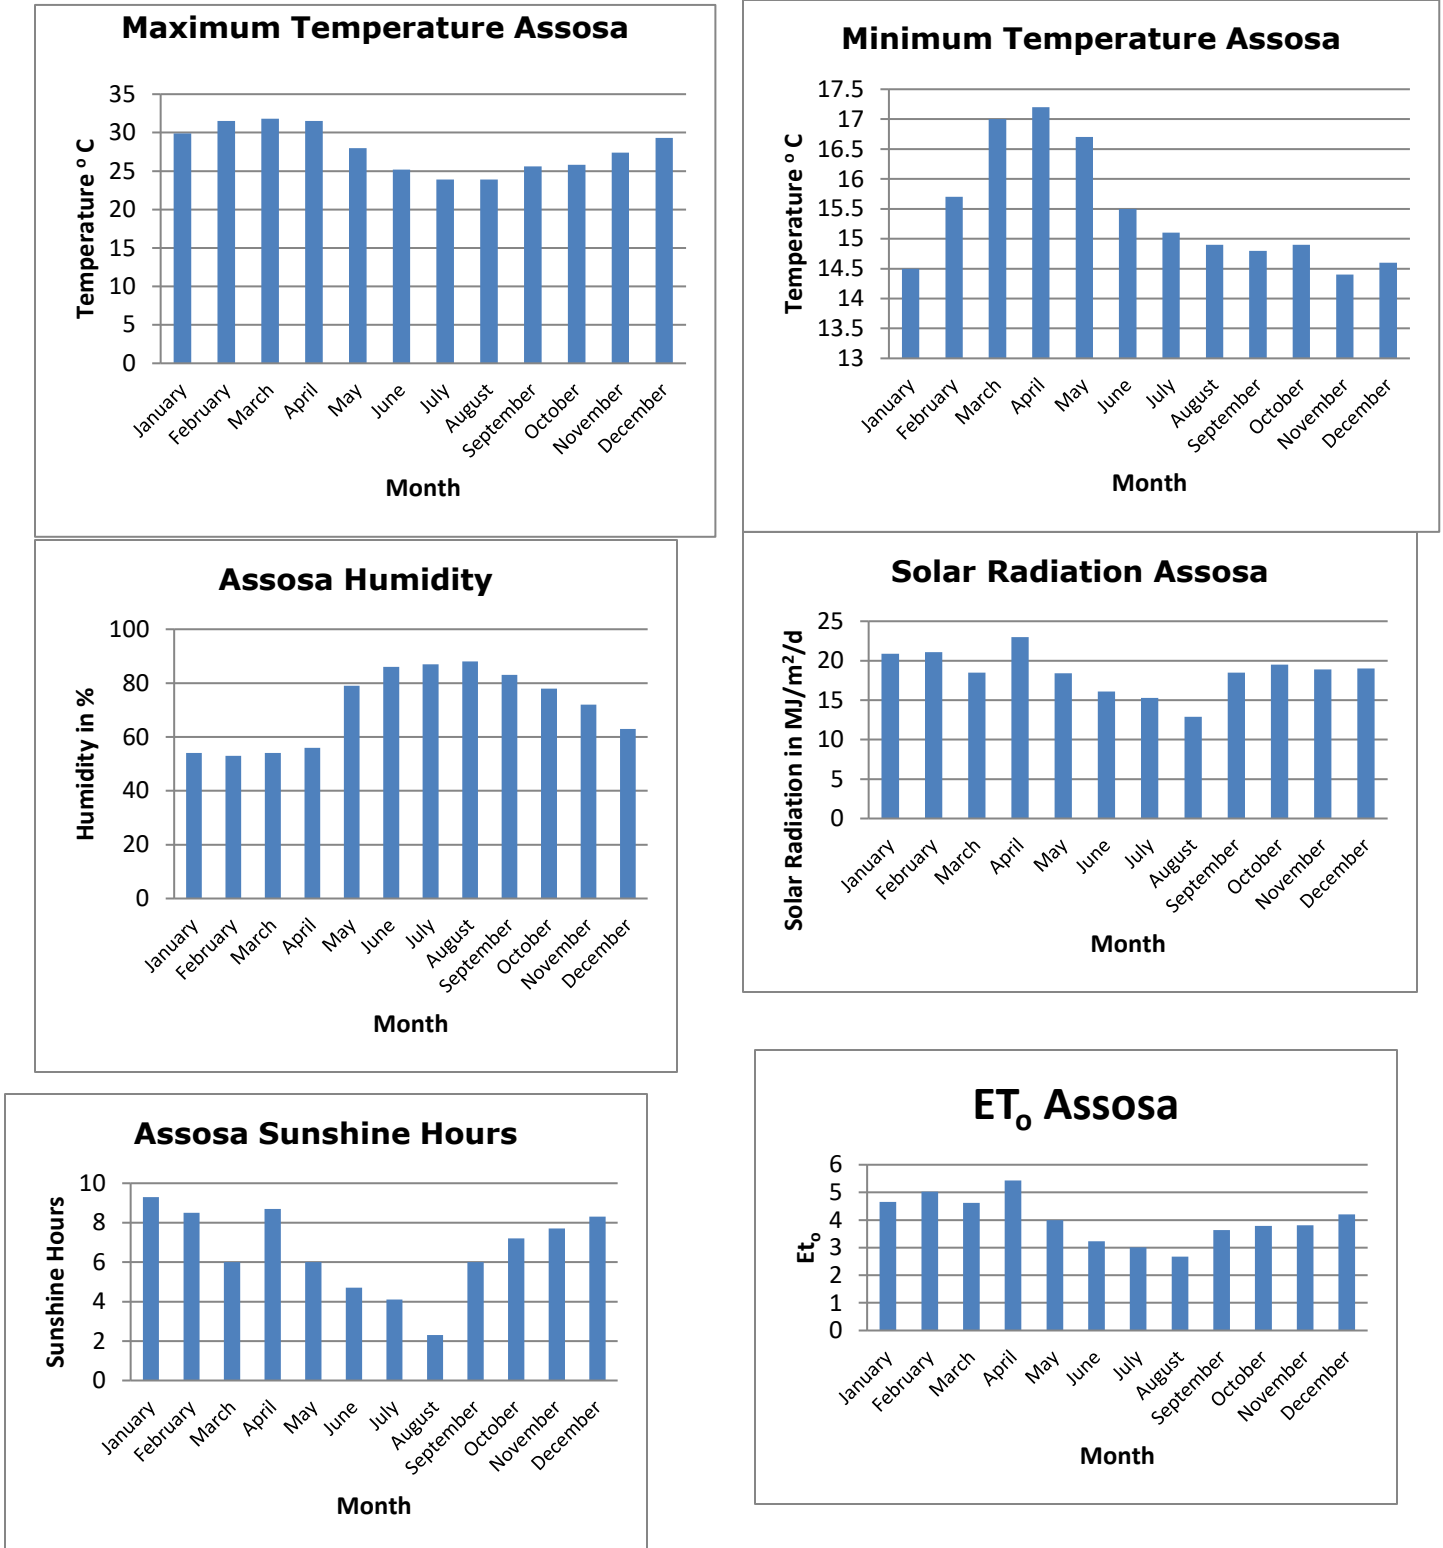 Maximum Temperature Assosa
Temperature º C
35
30
25
20
15
10
5
0
January
February
March
April
May
June
July
August
September
October
November
December
Month
Minimum Temperature Assosa
Temperature º C
17.5
17
16.5
16
15.5
15
14.5
14
13.5
13
January
February
March
April
May
June
July
August
September
October
November
December
Month
Assosa Humidity
Humidity in %
100
80
60
40
20
0
January
February
March
April
May
June
July
August
September
October
November
December
Month
Solar Radiation Assosa
Solar Radiation in MJ/m²/d
25
20
15
10
5
0
January
February
March
April
May
June
July
August
September
October
November
December
Month
Assosa Sunshine Hours
Sunshine Hours
10
8
6
4
2
0
January
February
March
April
May
June
July
August
September
October
November
December
Month
ETₒ Assosa
Etₒ
6
5
4
3
2
1
0
January
February
March
April
May
June
July
August
September
October
November
December
Month